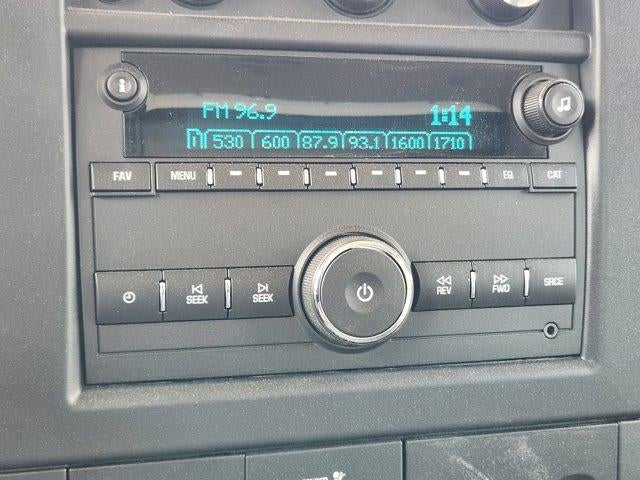 FM 96.9 1:14
530 600 87.9 93.1 1600 1710
FAV MENU EQ CAT
SEEK SEEK REV FWD SRCE